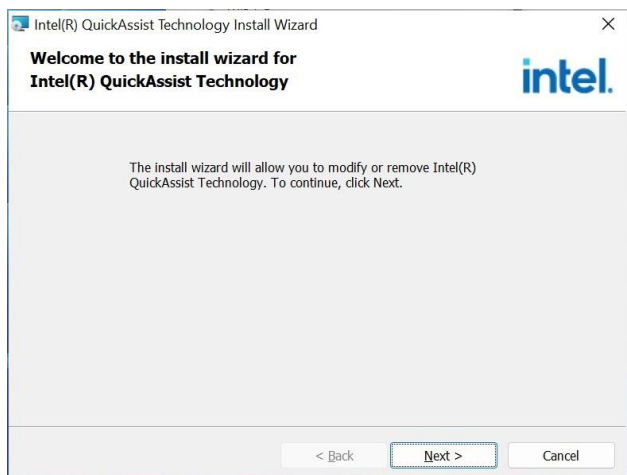 Intel(R) QuickAssist Technology Install Wizard
Welcome to the install wizard for
Intel(R) QuickAssist Technology
intel.
The install wizard will allow you to modify or remove Intel(R)
QuickAssist Technology. To continue, click Next.
< Back
Next >
Cancel